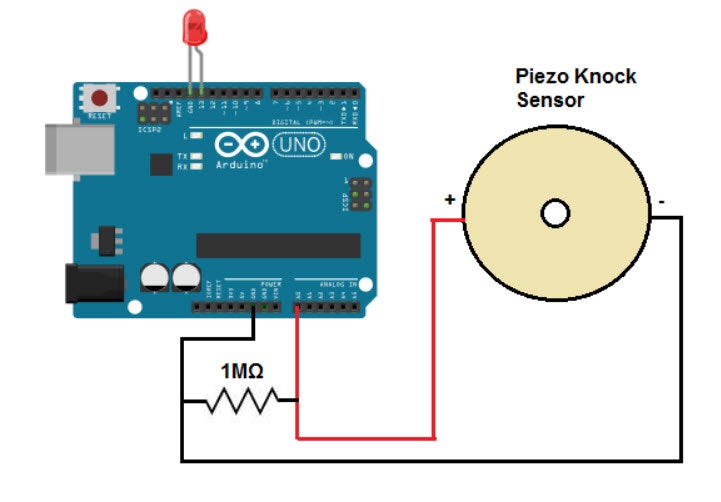 Piezo Knock
Sensor
RESET
ICSP2
AREF
GND
13
12
~11
~10
~9
8
7
~6
~5
4
~3
2
TX▶1
RX◀0
DIGITAL (PWM=~)
L
TX
RX
Arduino™
UNO
ON
ICSP
1
+
-
IOREF
RESET
3V3
5V
GND
GND
VIN
POWER
ANALOG IN
A0
A1
A2
A3
A4
A5
1MΩ